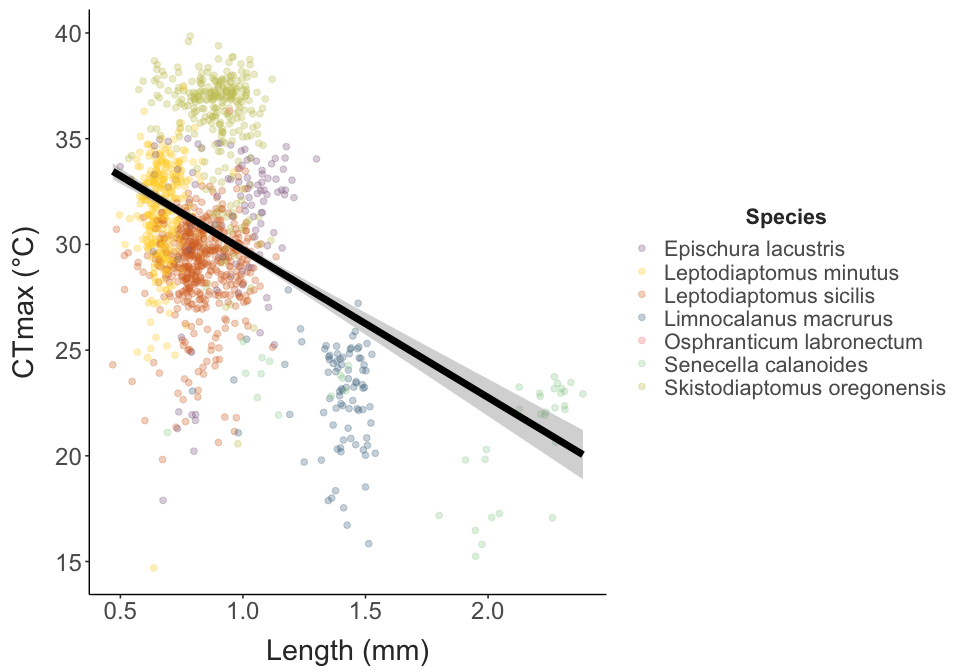 40
35
30
25
20
15
CTmax (°C)
0.5 1.0 1.5 2.0
Length (mm)
Species
Epischura lacustris
Leptodiaptomus minutus
Leptodiaptomus sicilis
Limnocalanus macrurus
Osphranticum labronectum
Senecella calanoides
Skistodiaptomus oregonensis